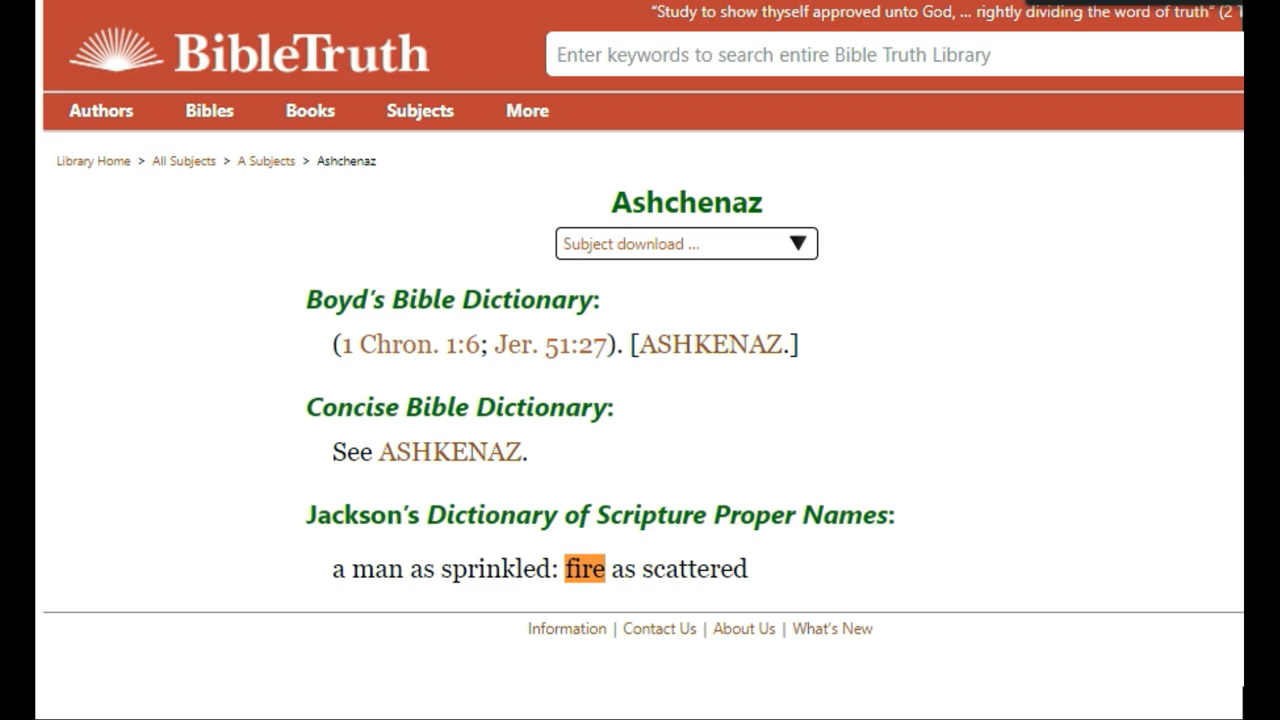 “Study to show thyself approved unto God, ... rightly dividing the word of truth” (2 T
BibleTruth
Enter keywords to search entire Bible Truth Library
Authors Bibles Books Subjects More
Library Home > All Subjects > A Subjects > Ashchenaz
Ashchenaz
Subject download ...
Boyd’s Bible Dictionary:
(1 Chron. 1:6; Jer. 51:27). [ASHKENAZ.]
Concise Bible Dictionary:
See ASHKENAZ.
Jackson’s Dictionary of Scripture Proper Names:
a man as sprinkled: fire as scattered
Information | Contact Us | About Us | What’s New